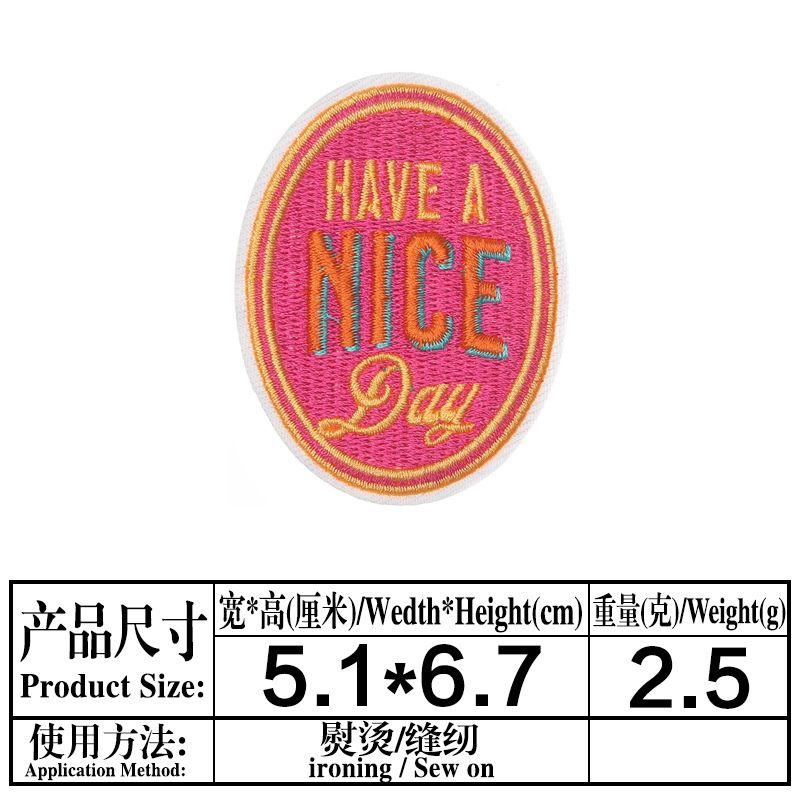 HAVE A
NICE
Day
产品尺寸
Product Size:
宽*高(厘米)/Wedth*Height(cm)
5.1*6.7
重量(克)/Weight(g)
2.5
使用方法:
Application Method:
熨烫/缝纫
ironing / Sew on